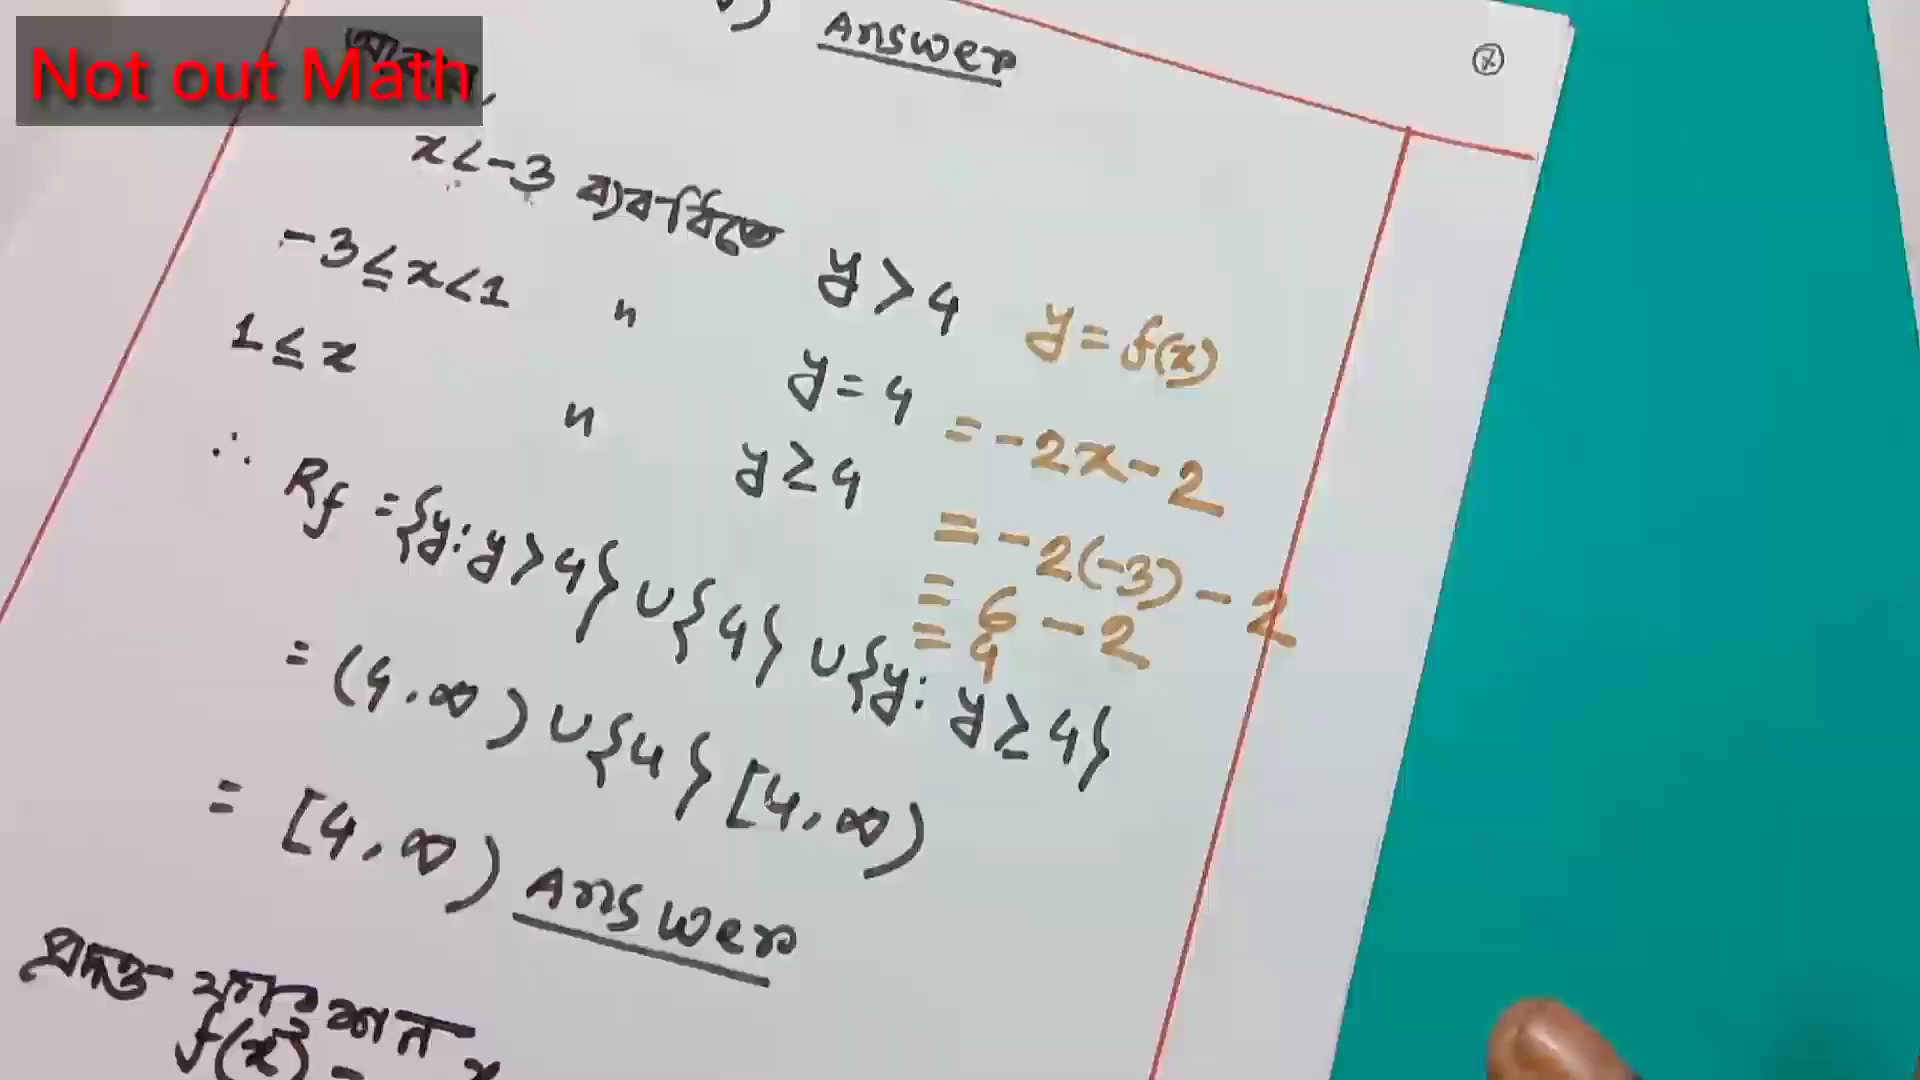 Not out Math
Answer
x<-3 ব্যবধিতে y>4
-3≤x<1 " y=4
1≤x " y≥4
y=f(x)
=-2x-2
=-2(-3)-2
=6-2
=4
∴ Rf ={y:y>4}∪{4}∪{y: y≥4}
=(4,∞)∪{4}[4,∞)
=[4,∞) Answer
প্রদত্ত
f(x)=